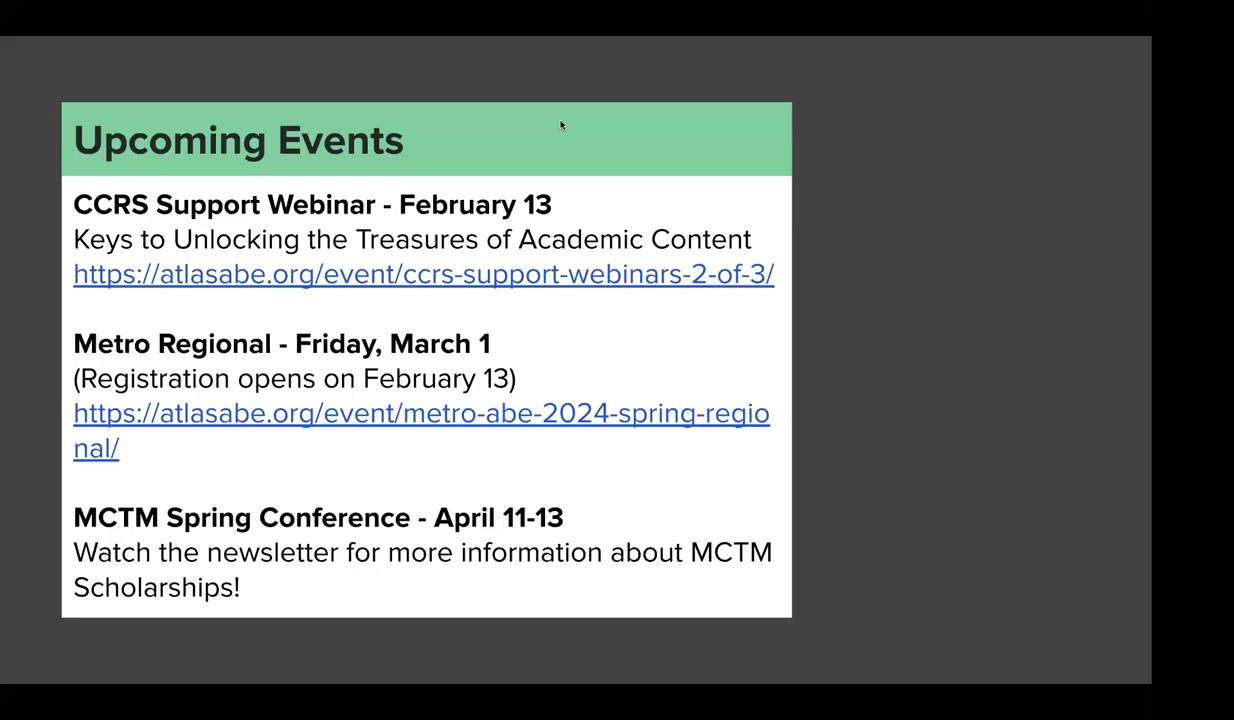 Upcoming Events
CCRS Support Webinar - February 13
Keys to Unlocking the Treasures of Academic Content
https://atlasabe.org/event/ccrs-support-webinars-2-of-3/
Metro Regional - Friday, March 1
(Registration opens on February 13)
https://atlasabe.org/event/metro-abe-2024-spring-regio
nal/
MCTM Spring Conference - April 11-13
Watch the newsletter for more information about MCTM
Scholarships!